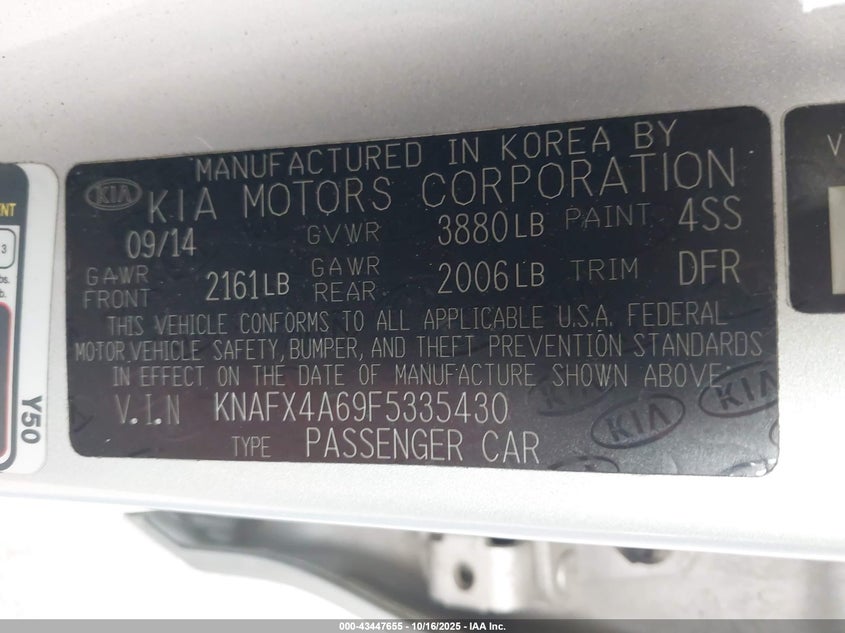 MANUFACTURED IN KOREA BY
KIA KIA MOTORS CORPORATION
09/14 GVWR 3880LB PAINT 4SS
GAWR FRONT 2161LB GAWR REAR 2006LB TRIM DFR
THIS VEHICLE CONFORMS TO ALL APPLICABLE U.S.A. FEDERAL
MOTOR VEHICLE SAFETY, BUMPER, AND THEFT PREVENTION STANDARDS
IN EFFECT ON THE DATE OF MANUFACTURE SHOWN ABOVE.
V.I.N KNAFX4A69F5335430
TYPE PASSENGER CAR
KIA
KIA
Y50
000-43447655 - 10/16/2025 - IAA Inc.